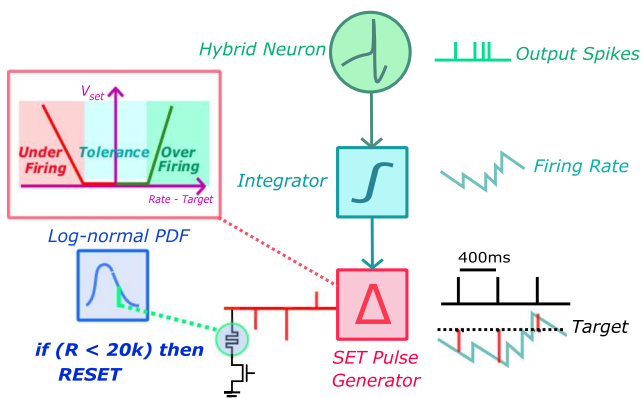 Hybrid Neuron
Output Spikes
Vset
Under
Firing
Tolerance
Over
Firing
Rate - Target
Integrator
∫
Firing Rate
Log-normal PDF
400ms
Δ
Target
if (R < 20k) then
RESET
SET Pulse
Generator